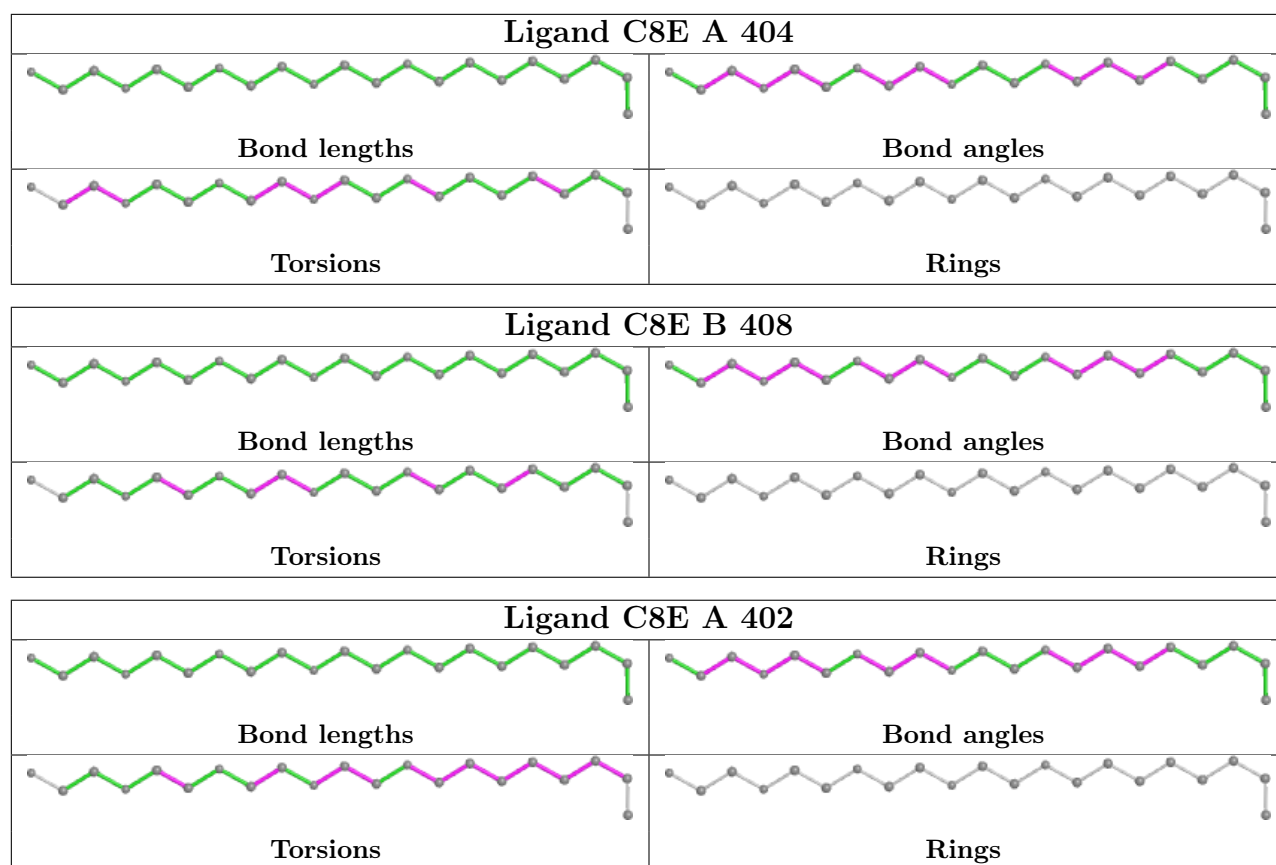 Ligand C8E A 404
Bond lengths Bond angles
Torsions Rings
Ligand C8E B 408
Bond lengths Bond angles
Torsions Rings
Ligand C8E A 402
Bond lengths Bond angles
Torsions Rings